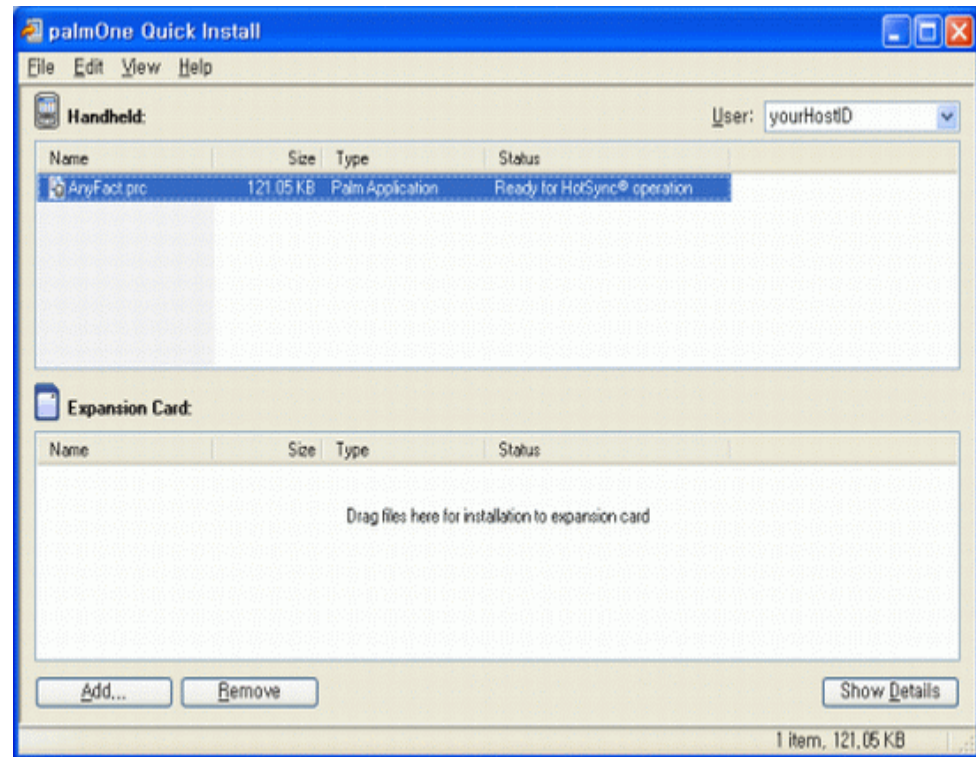 palmOne Quick Install
File Edit View Help
Handheld: User: yourHostID
Name Size Type Status
AnyFact.prc 121.05 KB Palm Application Ready for HotSync® operation
Expansion Card:
Name Size Type Status
Drag files here for installation to expansion card
Add... Remove Show Details
1 item, 121,05 KB